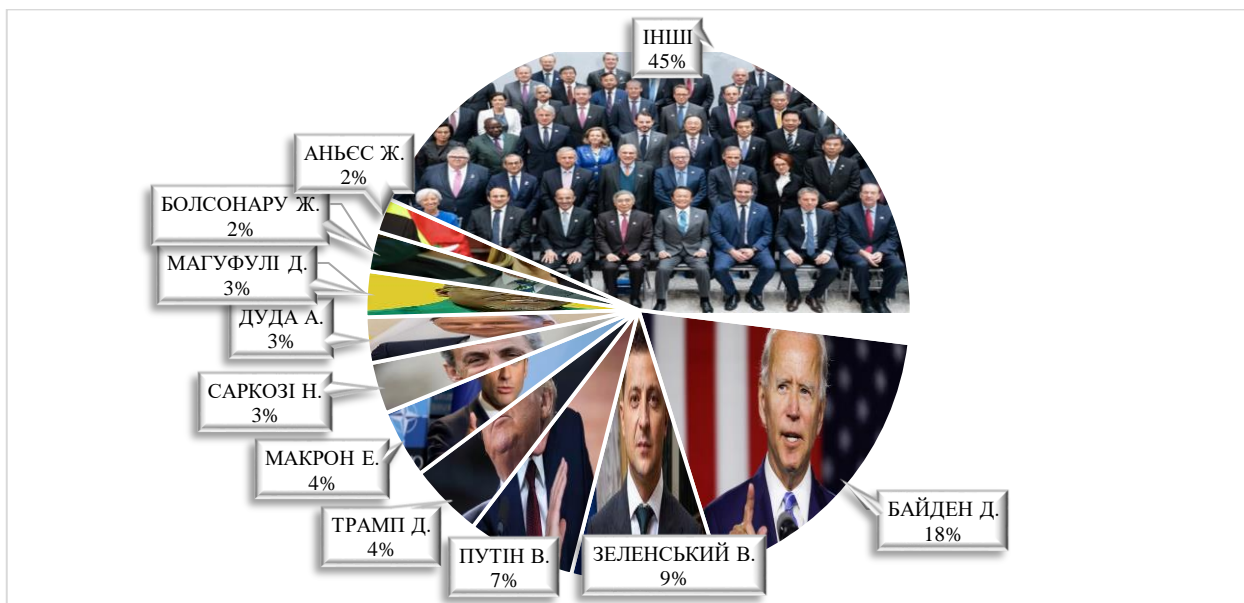 ІНШІ
45%
АНЬЄС Ж.
2%
БОЛСОНАРУ Ж.
2%
МАГУФУЛІ Д.
3%
ДУДА А.
3%
САРКОЗІ Н.
3%
МАКРОН Е.
4%
ТРАМП Д.
4%
ПУТІН В.
7%
ЗЕЛЕНСЬКИЙ В.
9%
БАЙДЕН Д.
18%